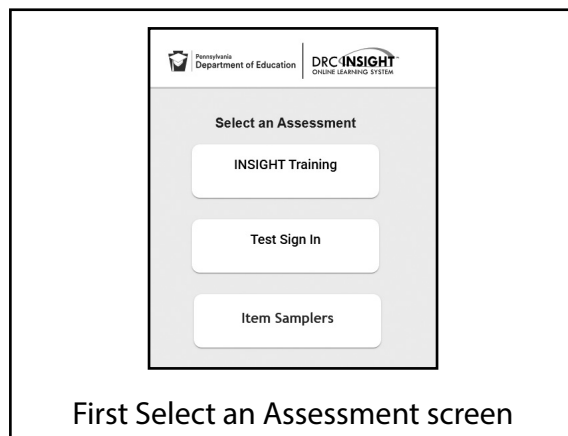 Pennsylvania
Department of Education
DRC INSIGHT™
ONLINE LEARNING SYSTEM
Select an Assessment
INSIGHT Training
Test Sign In
Item Samplers
First Select an Assessment screen